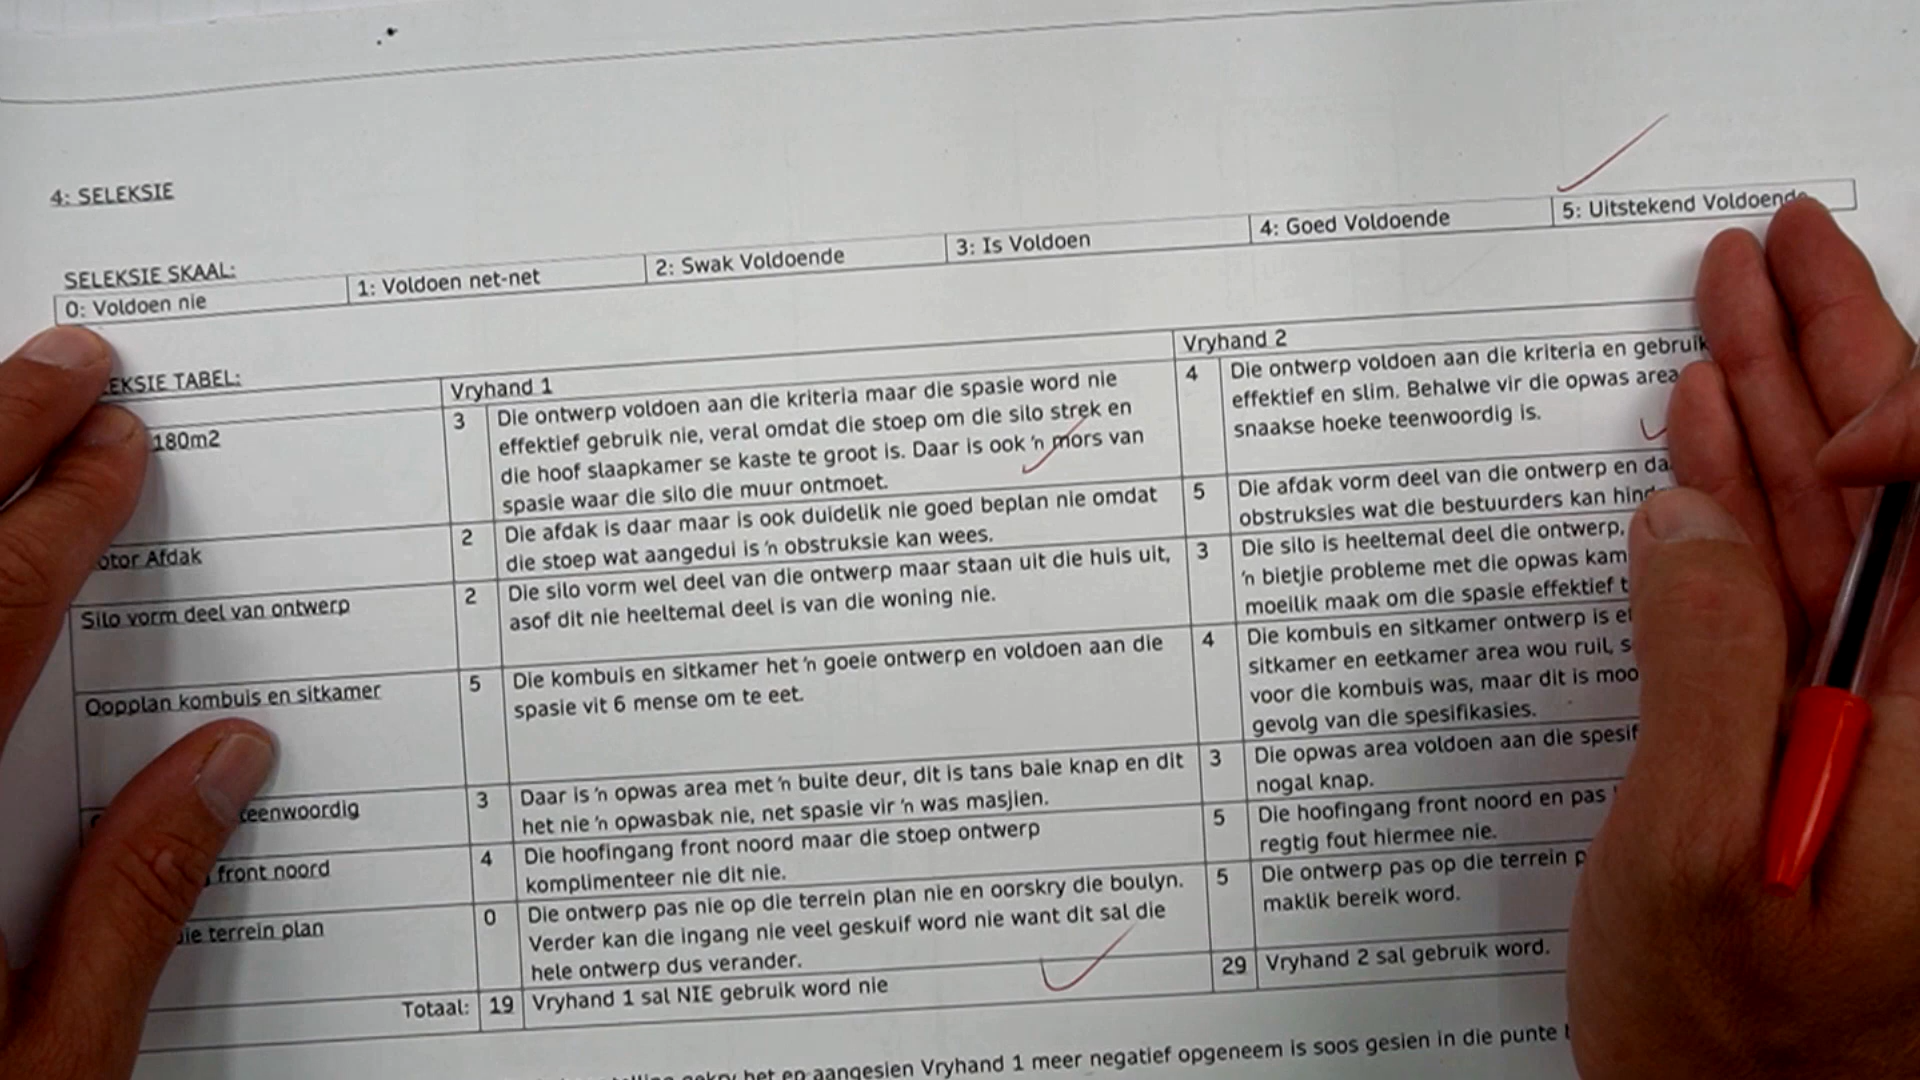 4: SELEKSIE
SELEKSIE SKAAL:
0: Voldoen nie
1: Voldoen net-net
2: Swak Voldoende
3: Is Voldoen
4: Goed Voldoende
5: Uitstekend Voldoende
EKSIE TABEL:
Vryhand 1
Vryhand 2
180m2
3
Die ontwerp voldoen aan die kriteria maar die spasie word nie
effektief gebruik nie, veral omdat die stoep om die silo strek en
die hoof slaapkamer se kaste te groot is. Daar is ook 'n mors van
spasie waar die silo die muur ontmoet.
4
Die ontwerp voldoen aan die kriteria en gebruik
effektief en slim. Behalwe vir die opwas area
snaakse hoeke teenwoordig is.
otor Afdak
2
Die afdak is daar maar is ook duidelik nie goed beplan nie omdat
die stoep wat aangedui is 'n obstruksie kan wees.
5
Die afdak vorm deel van die ontwerp en
obstruksies wat die bestuurders kan
Silo vorm deel van ontwerp
2
Die silo vorm wel deel van die ontwerp maar staan uit die huis uit,
asof dit nie heeltemal deel is van die woning nie.
3
Die silo is heeltemal deel die ontwerp,
'n bietjie probleme met die opwas
moeilik maak om die spasie effektief
Oopplan kombuis en sitkamer
5
Die kombuis en sitkamer het 'n goeie ontwerp en voldoen aan die
spasie vit 6 mense om te eet.
4
Die kombuis en sitkamer ontwerp is
sitkamer en eetkamer area wou ruil,
voor die kombuis was, maar dit is
gevolg van die spesifikasies.
teenwoordig
3
Daar is 'n opwas area met 'n buite deur, dit is tans baie knap en dit
het nie 'n opwasbak nie, net spasie vir 'n was masjien.
3
Die opwas area voldoen aan die
nogal knap.
front noord
4
Die hoofingang front noord maar die stoep ontwerp
komplimenteer nie dit nie.
5
Die hoofingang front noord en pas
regtig fout hiermee nie.
die terrein plan
0
Die ontwerp pas nie op die terrein plan nie en oorskry die boulyn.
Verder kan die ingang nie veel geskuif word nie want dit sal die
hele ontwerp dus verander.
5
Die ontwerp pas op die terrein
maklik bereik word.
Totaal:
19
Vryhand 1 sal NIE gebruik word nie
29
Vryhand 2 sal gebruik word.
het en aangesien Vryhand 1 meer negatief opgeneem is soos gesien in die punte